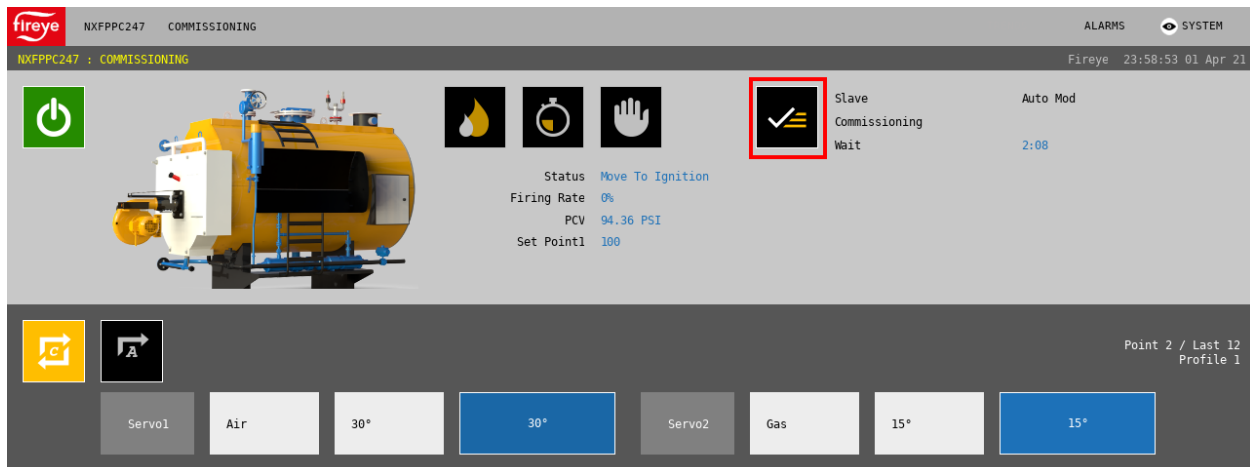 fireye NXFPPC247 COMMISSIONING ALARMS SYSTEM
NXFPPC247 : COMMISSIONING Fireye 23:58:53 01 Apr 21
Slave Auto Mod
Commissioning
Wait 2:08
Status Move To Ignition
Firing Rate 0%
PCV 94.36 PSI
Set Point1 100
C A
Point 2 / Last 12
Profile 1
Servo1 Air 30° 30° Servo2 Gas 15° 15°